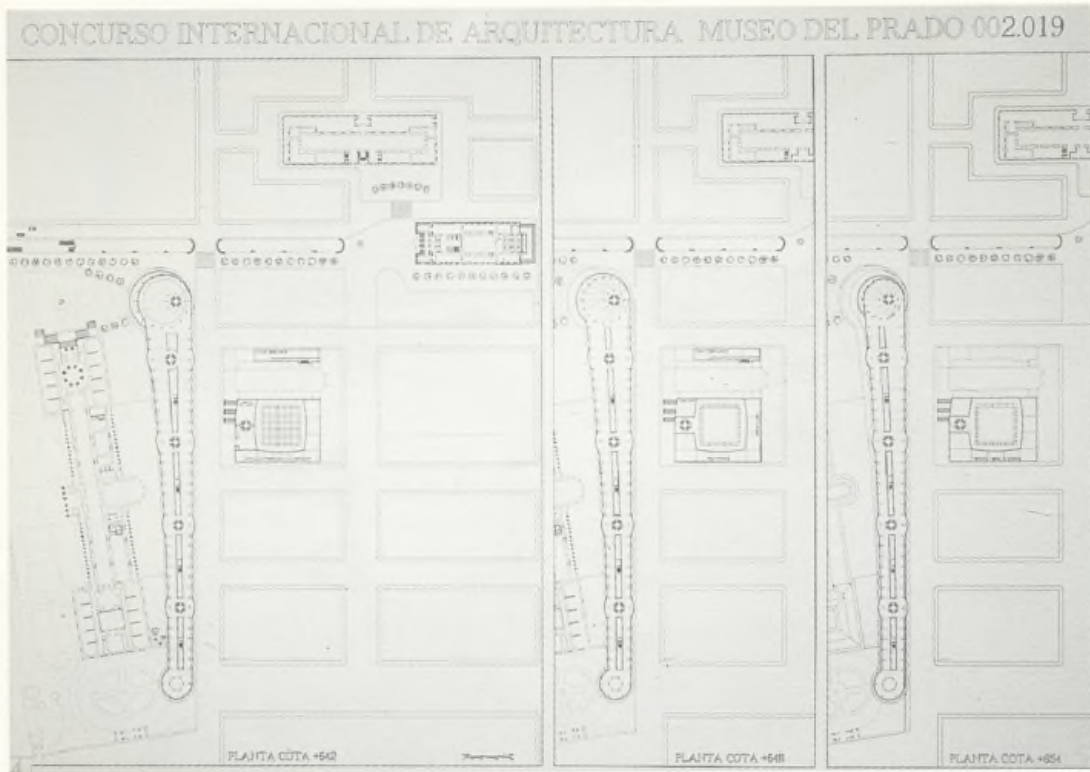 CONCURSO INTERNACIONAL DE ARQUITECTURA MUSEO DEL PRADO 002.019
PLANTA COTA +642
PLANTA COTA +648
PLANTA COTA +654